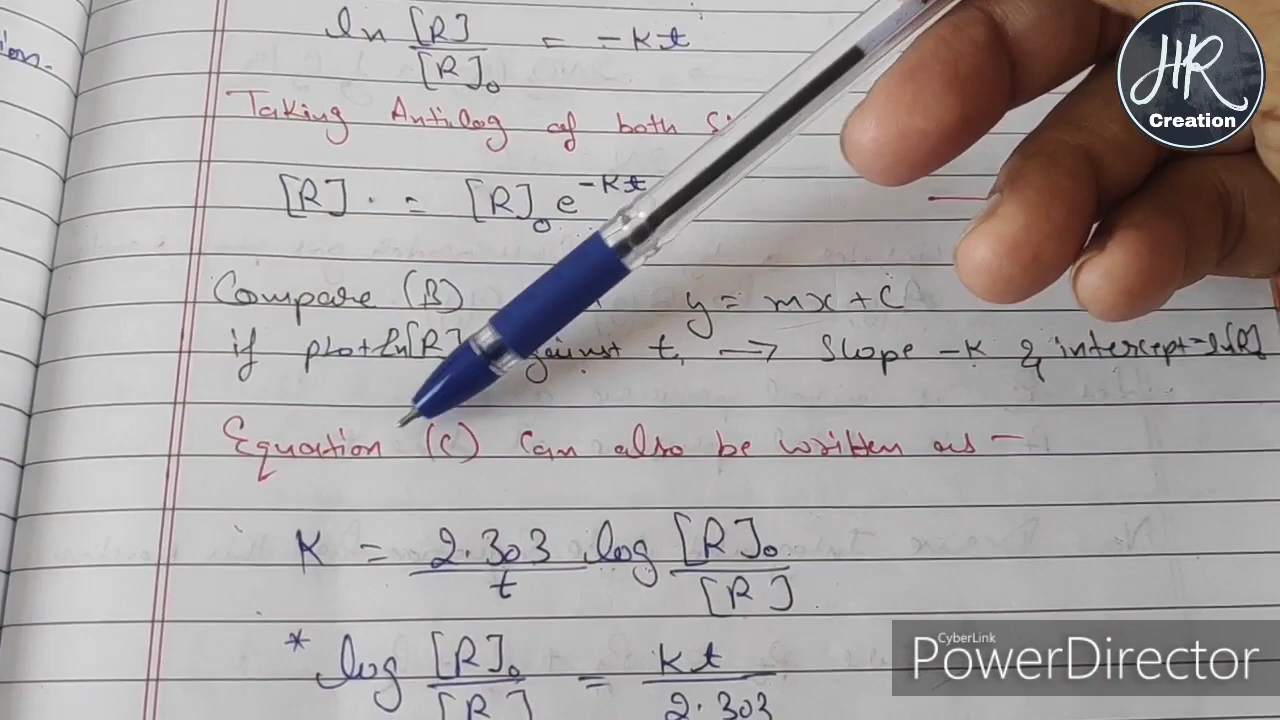 ion.
ln [R] / [R]₀ = -Kt
Taking Antilog of both
[R] = [R]₀ e^-Kt
Compare (B) y = mx + C
if plot ln[R] against t, → Slope -K & intercept = ln[R]
Equation (C) Can also be written as -
K = 2.303 / t log [R]₀ / [R]
* log [R]₀ / [R] = Kt / 2.303
HR
Creation
CyberLink
PowerDirector